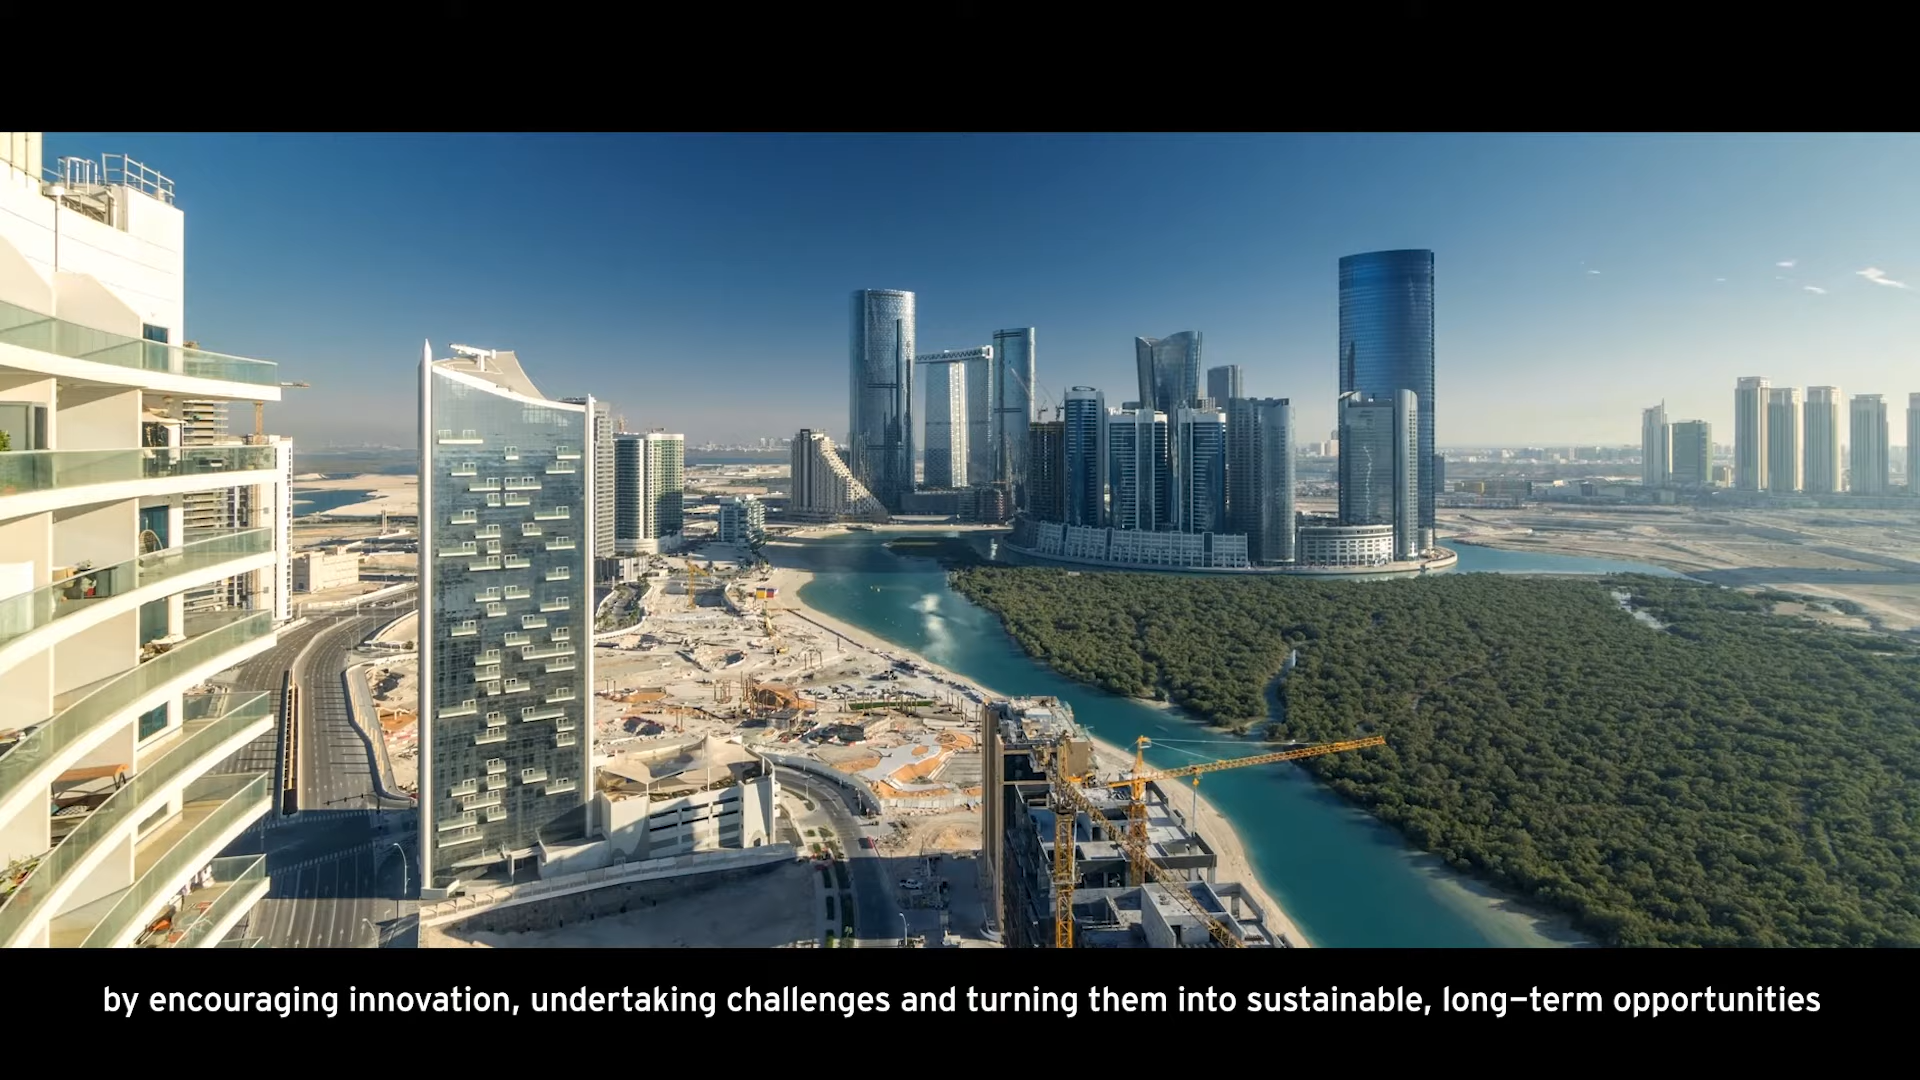 by encouraging innovation, undertaking challenges and turning them into sustainable, long-term opportunities